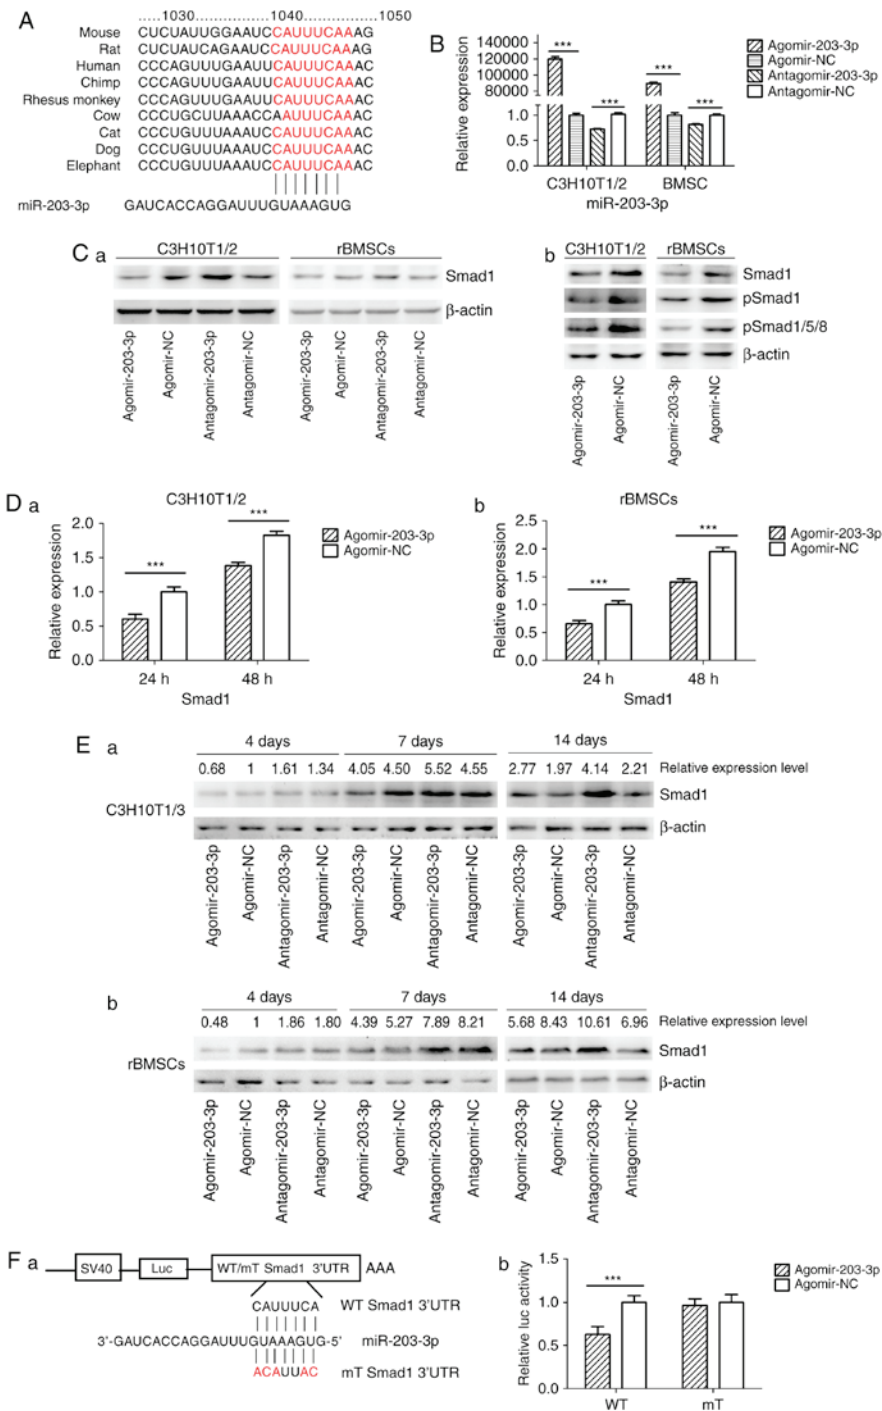 A
......1030.........1040.........1050
Mouse CUCUAUUGGAAUCCAUUUCAAAG
Rat CUCUAUCAGAAUCCAUUUCAAAG
Human CCCAGUUUGAAUUCAUUUCAAAC
Chimp CCCAGUUUGAAUUCAUUUCAAAC
Rhesus monkey CCCAGUUUGAAUUCAUUUCAAAC
Cow CCCUGCUUAAACCAAUUUCAAAC
Cat CCCUGUUUAAAUCCAUUUCAAAC
Dog CCCUGUUUAAAUCCAUUUCAAAC
Elephant CCCUGUUUAAAUCCAUUUCAAAC
miR-203-3p GAUCACCAGGAUUUGUAAAGUG
B
Relative expression
120000
100000
80000
1.0
0.5
0.0
*** *** *** ***
C3H10T1/2 BMSC
miR-203-3p
Agomir-203-3p
Agomir-NC
Antagomir-203-3p
Antagomir-NC
C a
C3H10T1/2 rBMSCs
Smad1
β-actin
Agomir-203-3p Agomir-NC Antagomir-203-3p Antagomir-NC Agomir-203-3p Agomir-NC Antagomir-203-3p Antagomir-NC
b
C3H10T1/2 rBMSCs
Smad1
pSmad1
pSmad1/5/8
β-actin
Agomir-203-3p Agomir-NC Agomir-203-3p Agomir-NC
D a
C3H10T1/2
Relative expression
2.0
1.5
1.0
0.5
0.0
*** ***
24 h 48 h
Smad1
Agomir-203-3p
Agomir-NC
b
rBMSCs
Relative expression
2.5
2.0
1.5
1.0
0.5
0.0
*** ***
24 h 48 h
Smad1
Agomir-203-3p
Agomir-NC
E a
4 days 7 days 14 days
0.68 1 1.61 1.34 4.05 4.50 5.52 4.55 2.77 1.97 4.14 2.21 Relative expression level
Smad1
C3H10T1/3
β-actin
Agomir-203-3p Agomir-NC Antagomir-203-3p Antagomir-NC Agomir-203-3p Agomir-NC Antagomir-203-3p Antagomir-NC Agomir-203-3p Agomir-NC Antagomir-203-3p Antagomir-NC
b
4 days 7 days 14 days
0.48 1 1.86 1.80 4.39 5.27 7.89 8.21 5.68 8.43 10.61 6.96 Relative expression level
Smad1
rBMSCs
β-actin
Agomir-203-3p Agomir-NC Antagomir-203-3p Antagomir-NC Agomir-203-3p Agomir-NC Antagomir-203-3p Antagomir-NC Agomir-203-3p Agomir-NC Antagomir-203-3p Antagomir-NC
F a
SV40 Luc WT/mT Smad1 3'UTR AAA
CAUUUCA WT Smad1 3'UTR
3'-GAUCACCAGGAUUUGUAAAGUG-5' miR-203-3p
ACAUUAC mT Smad1 3'UTR
b
Relative luc activity
1.5
1.0
0.5
0.0
***
WT mT
Agomir-203-3p
Agomir-NC